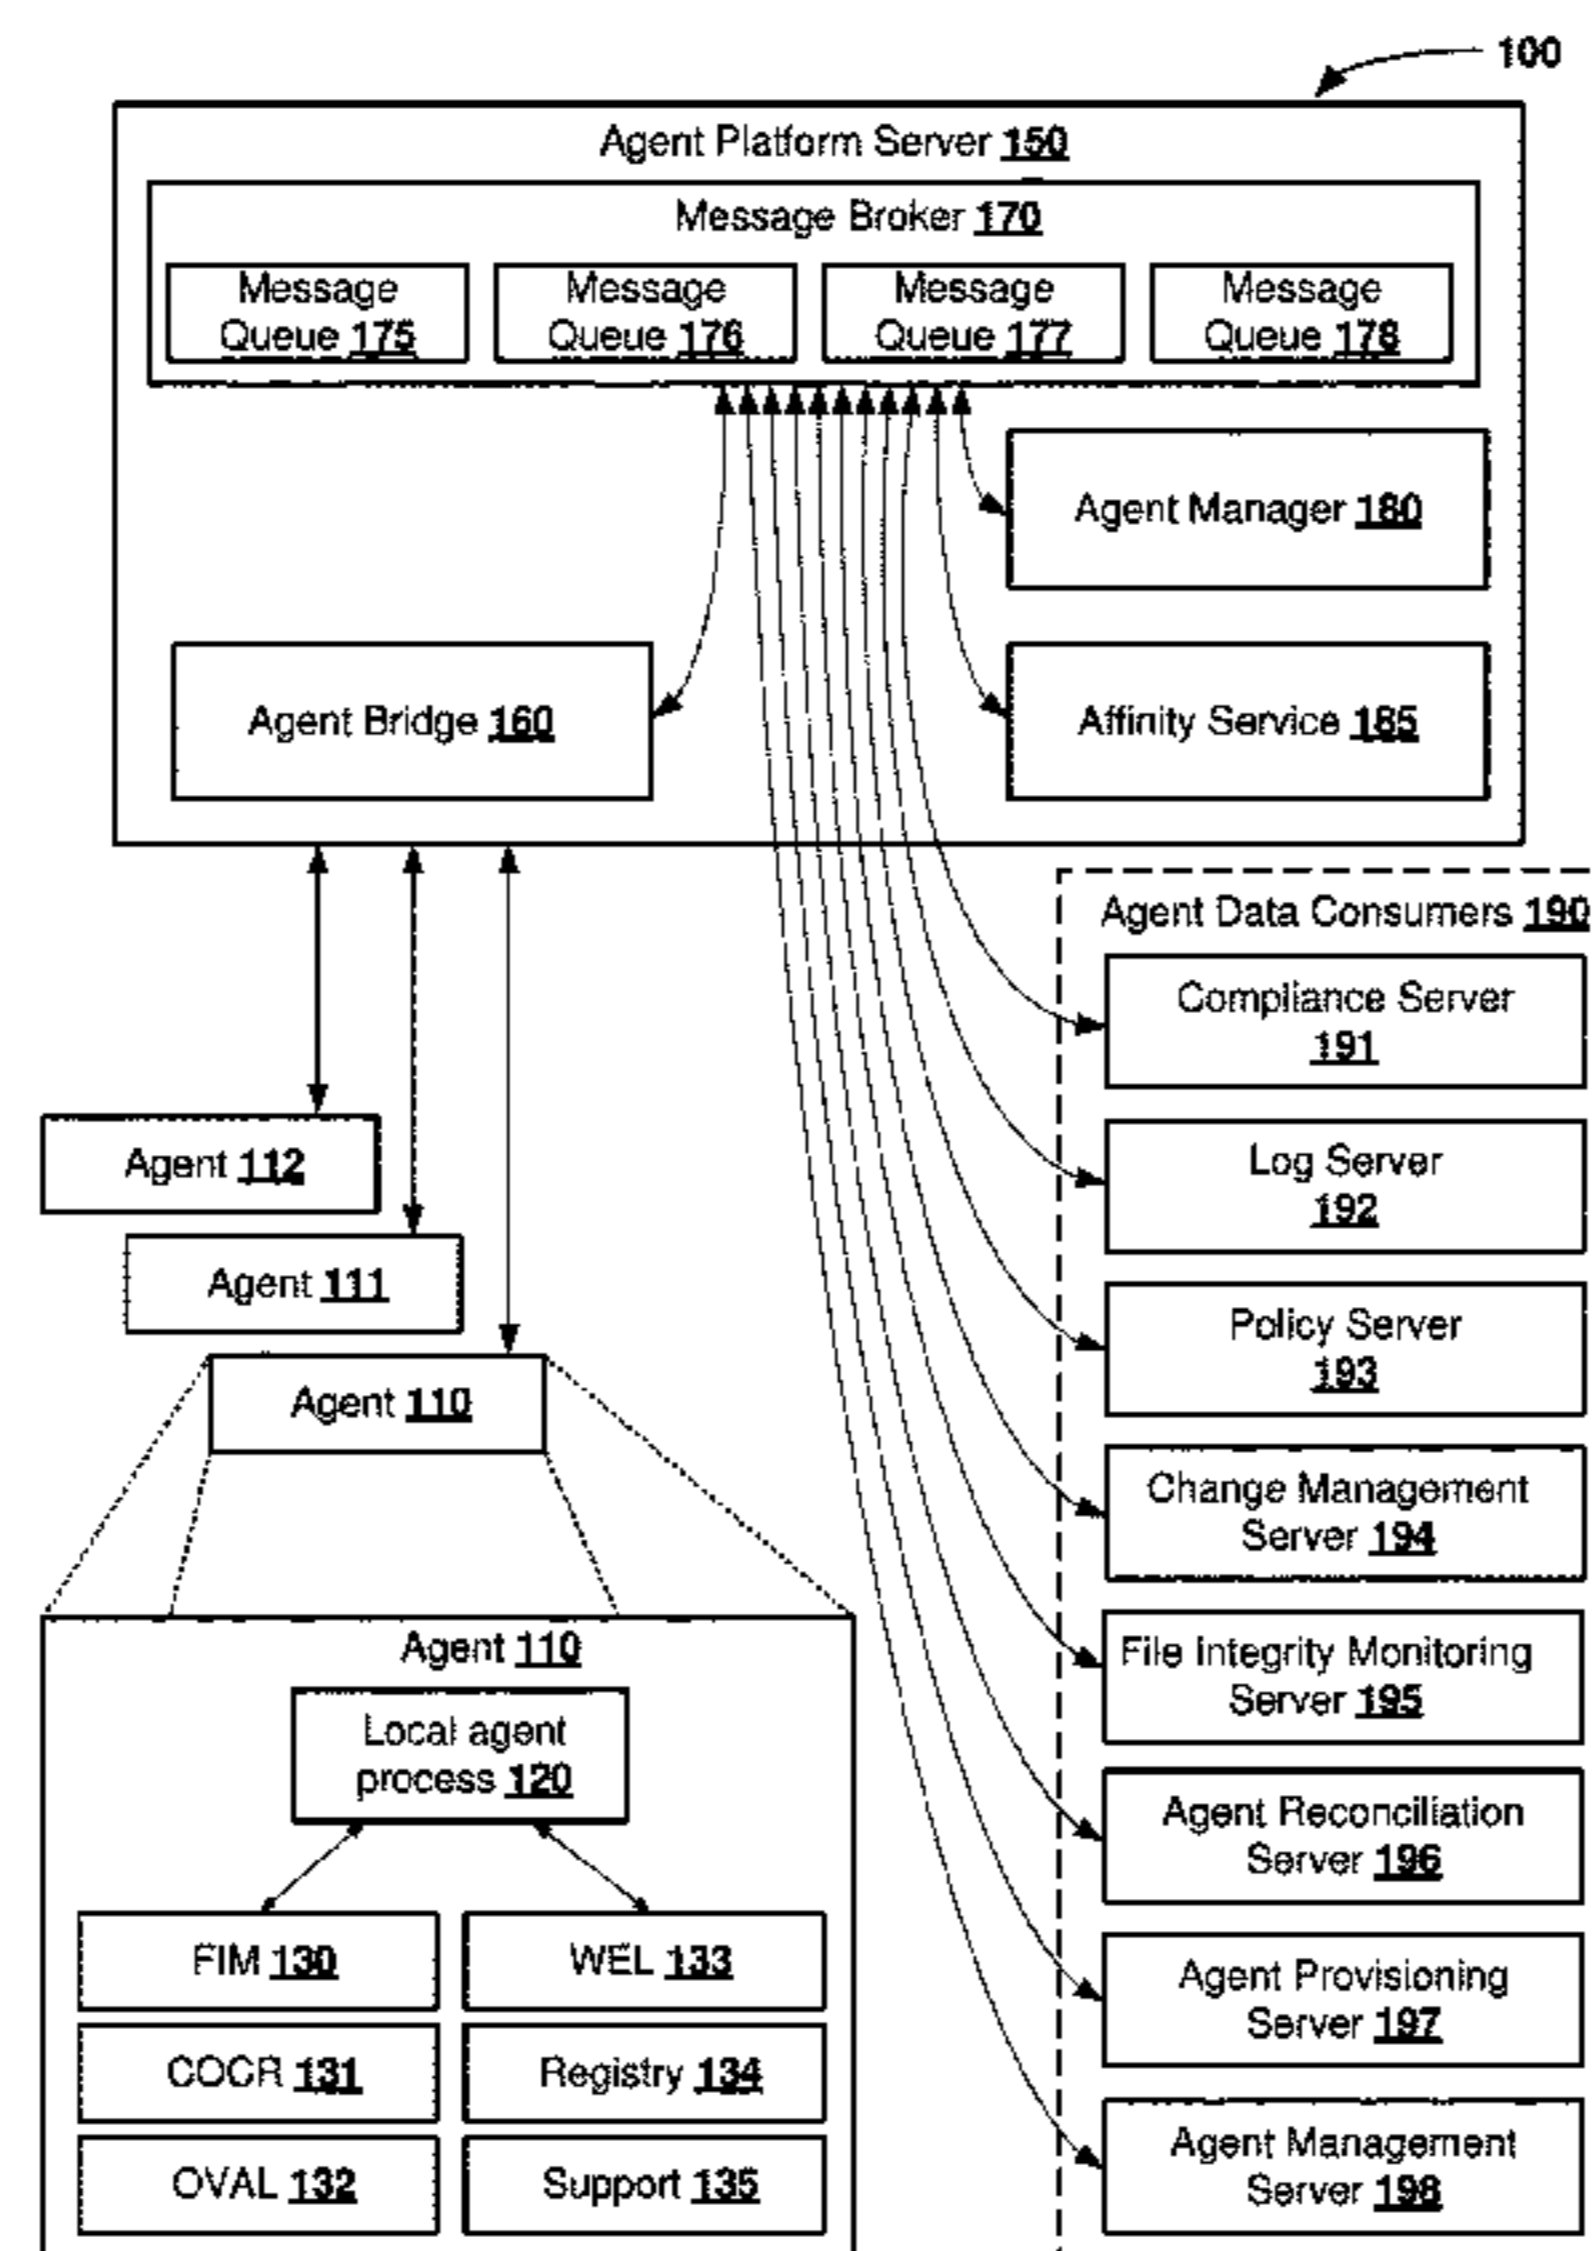 100
Agent Platform Server 150
Message Broker 170
Message
Queue 175
Message
Queue 176
Message
Queue 177
Message
Queue 178
Agent Manager 180
Agent Bridge 160
Affinity Service 185
Agent Data Consumers 190
Compliance Server
191
Log Server
192
Policy Server
193
Change Management
Server 194
File Integrity Monitoring
Server 195
Agent Reconciliation
Server 196
Agent Provisioning
Server 197
Agent Management
Server 198
Agent 112
Agent 111
Agent 110
Agent 110
Local agent
process 120
FIM 130
WEL 133
COCR 131
Registry 134
OVAL 132
Support 135